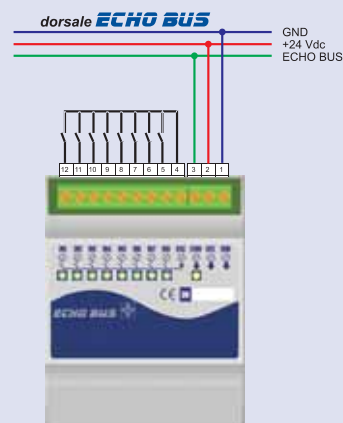 dorsale ECHO BUS
GND
+24 Vdc
ECHO BUS
12 11 10 9 8 7 6 5 4 3 2 1
CE
ECHO BUS